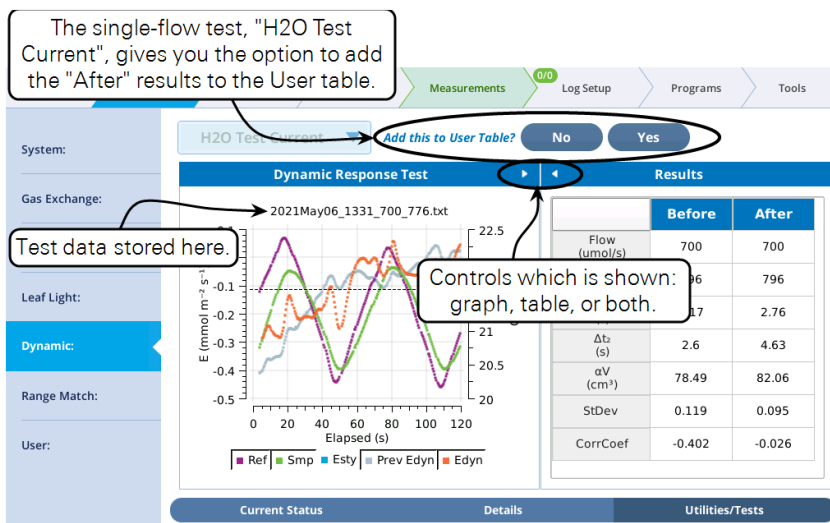 The single-flow test, "H2O Test
Current", gives you the option to add
the "After" results to the User table.
Measurements
0/0
Log Setup
Programs
Tools
H2O Test Current
Add this to User Table?
No
Yes
System:
Gas Exchange:
Leaf Light:
Dynamic:
Range Match:
User:
Dynamic Response Test
Results
2021May06_1331_700_776.txt
Test data stored here.
Controls which is shown:
graph, table, or both.
E (mmol m⁻² s⁻¹)
-0.1
-0.2
-0.3
-0.4
-0.5
22.5
21
20.5
20
0 20 40 60 80 100 120
Elapsed (s)
Ref Smp Esty Prev Edyn Edyn
Before After
Flow
(umol/s) 700 700
796
2.76
Δt₂
(s) 2.6 4.63
αV
(cm³) 78.49 82.06
StDev 0.119 0.095
CorrCoef -0.402 -0.026
Current Status
Details
Utilities/Tests